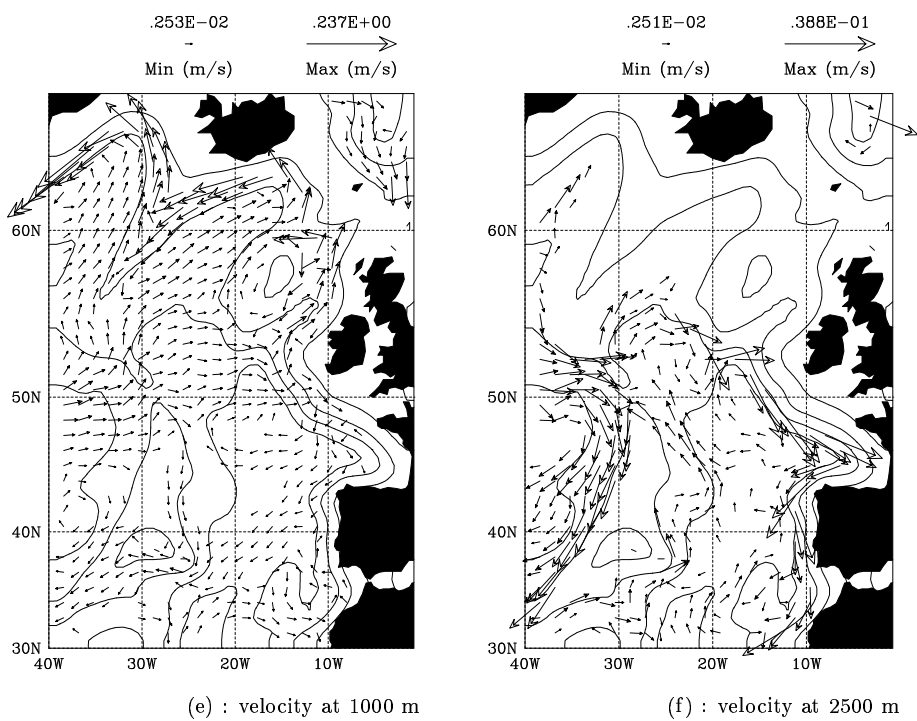 .253E-02 .237E+00 .251E-02 .388E-01
Min (m/s) Max (m/s) Min (m/s) Max (m/s)
60N 60N
50N 50N
40N 40N
30N 30N
40W 30W 20W 10W 40W 30W 20W 10W
(e) : velocity at 1000 m (f) : velocity at 2500 m